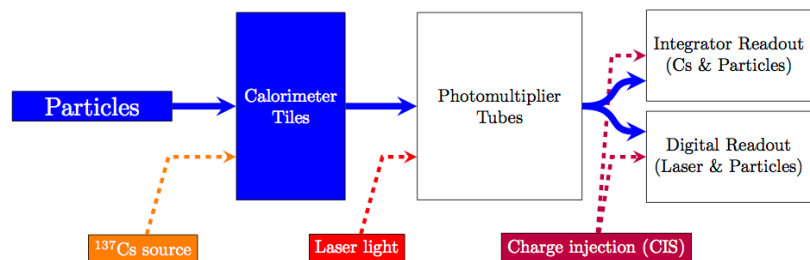 Particles
Calorimeter
Tiles
Photomultiplier
Tubes
Integrator Readout
(Cs & Particles)
Digital Readout
(Laser & Particles)
¹³⁷Cs source
Laser light
Charge injection (CIS)